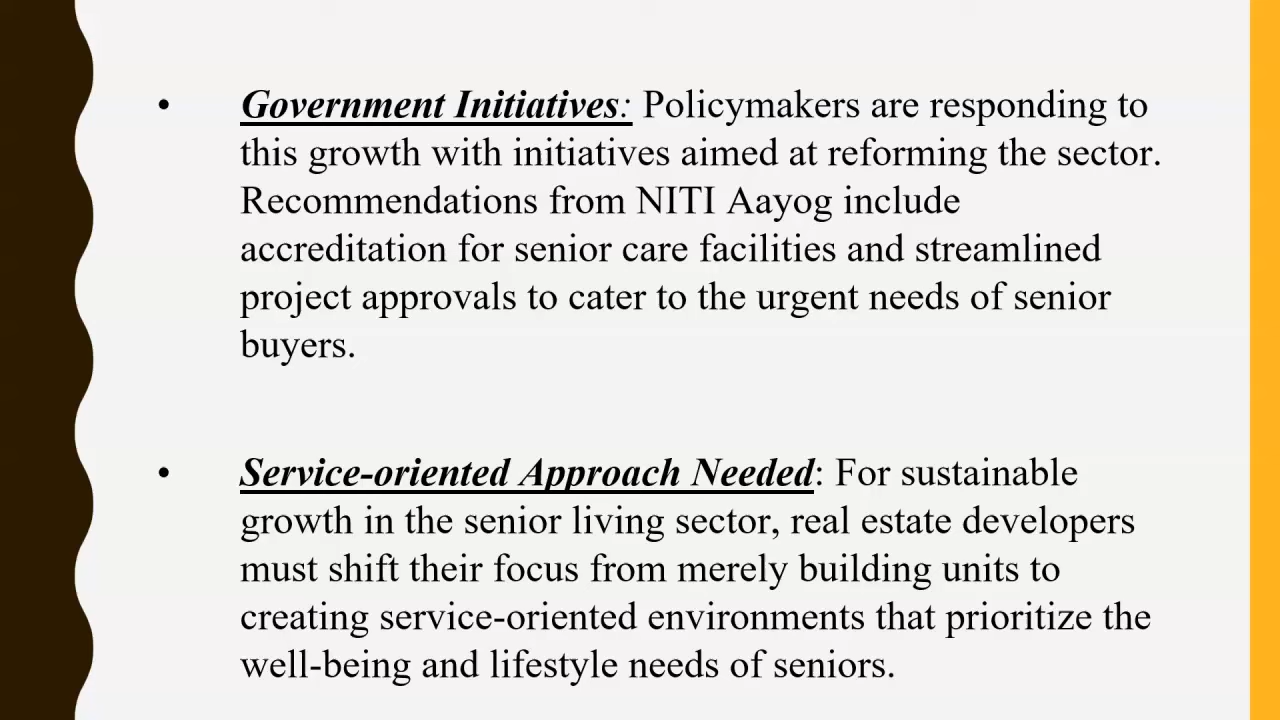 • Government Initiatives: Policymakers are responding to
this growth with initiatives aimed at reforming the sector.
Recommendations from NITI Aayog include
accreditation for senior care facilities and streamlined
project approvals to cater to the urgent needs of senior
buyers.
• Service-oriented Approach Needed: For sustainable
growth in the senior living sector, real estate developers
must shift their focus from merely building units to
creating service-oriented environments that prioritize the
well-being and lifestyle needs of seniors.